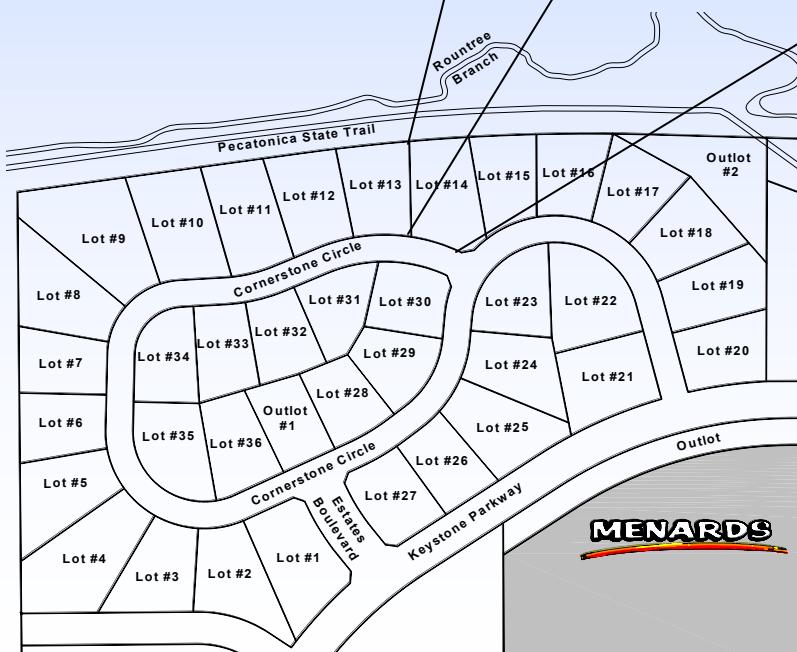 Rountree
Branch
Pecatonica State Trail
Outlot
#2
Lot #9
Lot #10
Lot #11
Lot #12
Lot #13
Lot #14
Lot #15
Lot #16
Lot #17
Lot #18
Lot #19
Lot #20
Lot #8
Lot #7
Lot #6
Lot #5
Lot #4
Lot #3
Lot #2
Lot #1
Cornerstone Circle
Lot #34
Lot #33
Lot #32
Lot #31
Lot #30
Lot #29
Lot #28
Outlot
#1
Lot #36
Lot #35
Lot #23
Lot #22
Lot #24
Lot #21
Lot #25
Lot #26
Lot #27
Cornerstone Circle
Estates
Boulevard
Keystone Parkway
Outlot
MENARDS